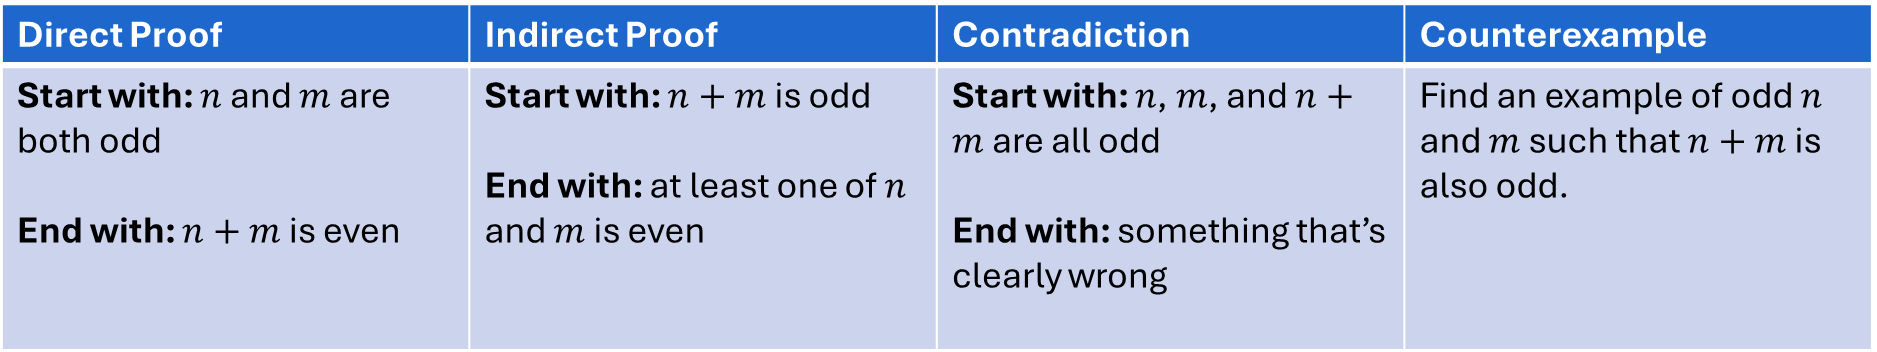 Direct Proof
Start with: n and m are
both odd
End with: n + m is even
Indirect Proof
Start with: n + m is odd
End with: at least one of n
and m is even
Contradiction
Start with: n, m, and n +
m are all odd
End with: something that’s
clearly wrong
Counterexample
Find an example of odd n
and m such that n + m is
also odd.